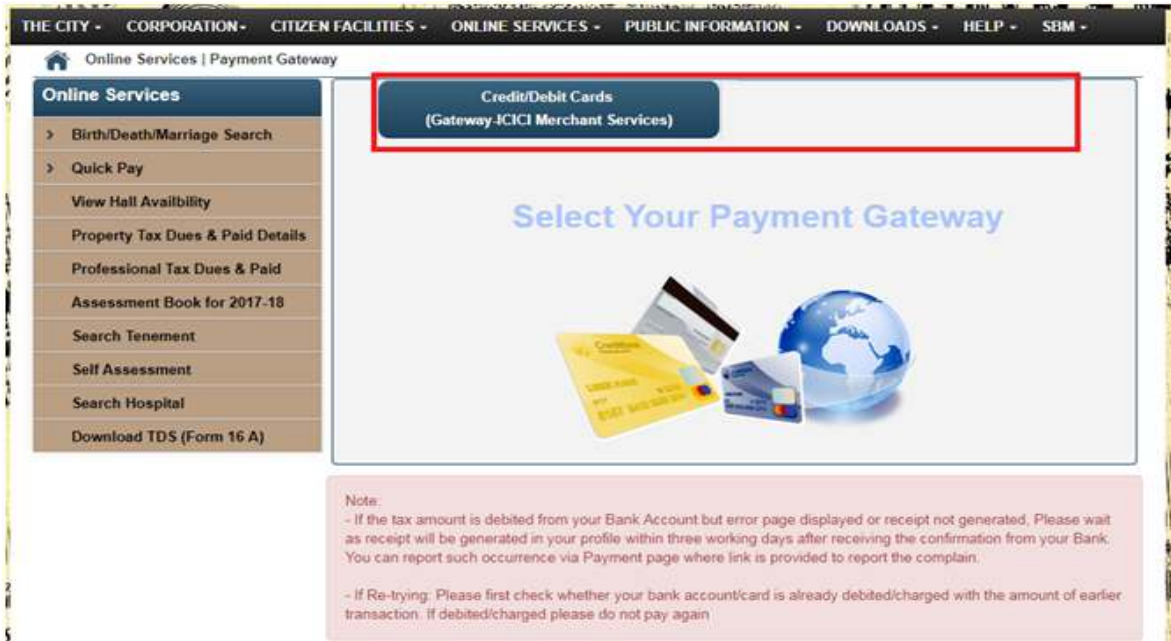 THE CITY - CORPORATION- CITIZEN FACILITIES - ONLINE SERVICES - PUBLIC INFORMATION - DOWNLOADS - HELP - SBM -
Online Services | Payment Gateway
Online Services
> Birth/Death/Marriage Search
> Quick Pay
View Hall Availbility
Property Tax Dues & Paid Details
Professional Tax Dues & Paid
Assessment Book for 2017-18
Search Tenement
Self Assessment
Search Hospital
Download TDS (Form 16 A)
Credit/Debit Cards
(Gateway-ICICI Merchant Services)
Select Your Payment Gateway
Note:
- If the tax amount is debited from your Bank Account but error page displayed or receipt not generated, Please wait
as receipt will be generated in your profile within three working days after receiving the confirmation from your Bank.
You can report such occurrence via Payment page where link is provided to report the complain.
- If Re-trying: Please first check whether your bank account/card is already debited/charged with the amount of earlier
transaction. If debited/charged please do not pay again